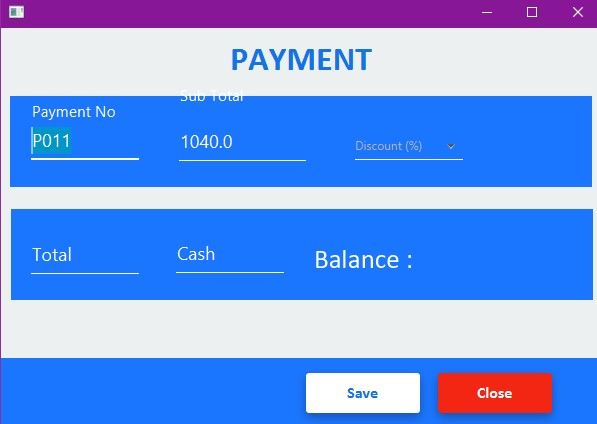 PAYMENT
Sub Total
Payment No
P011
1040.0
Discount (%)
Total
Cash
Balance :
Save
Close